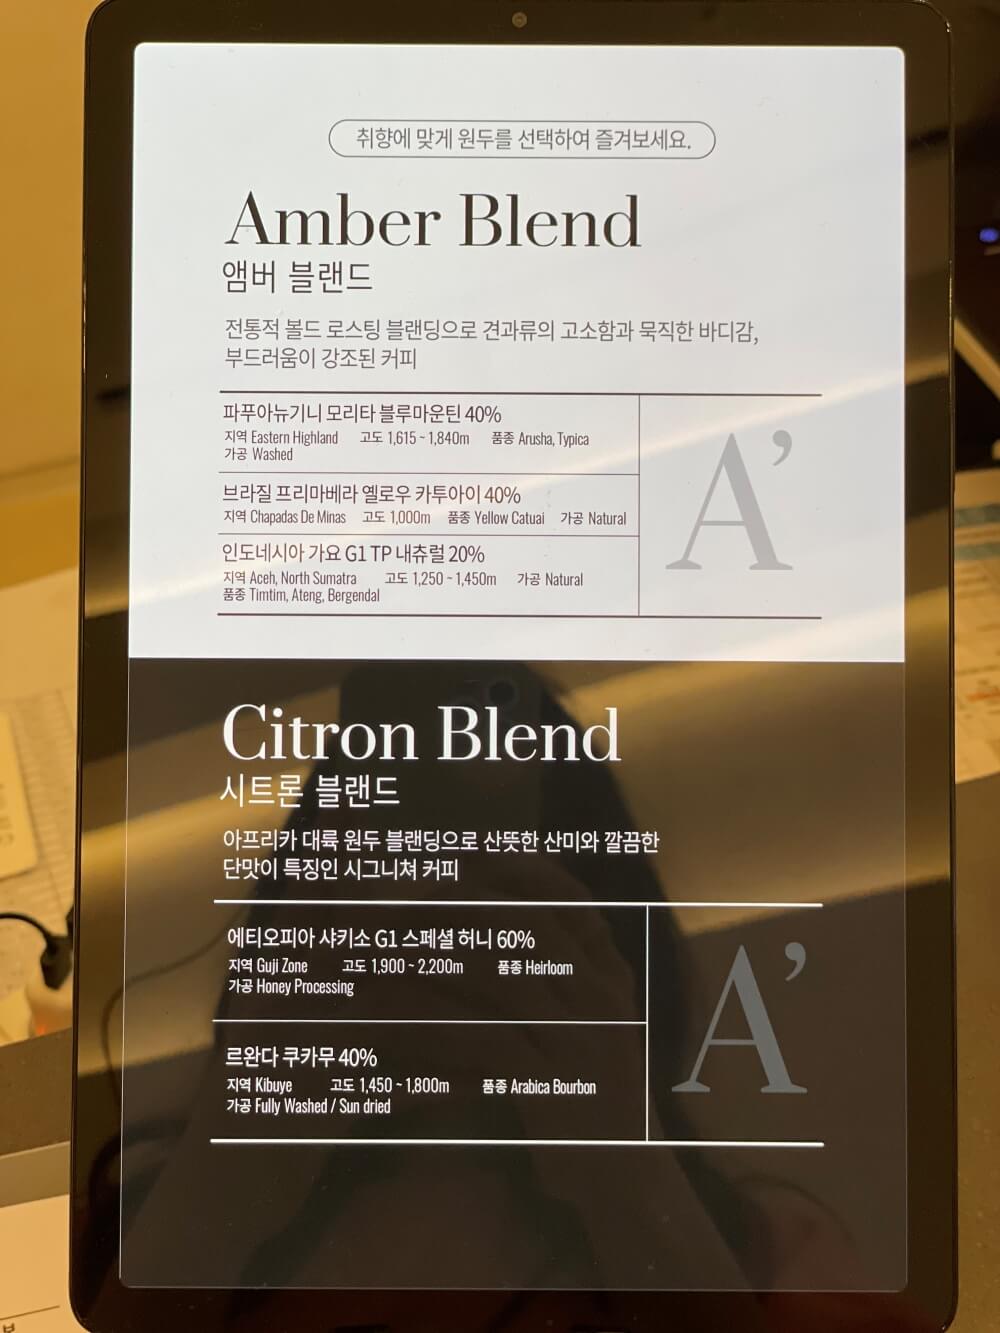 취향에 맞게 원두를 선택하여 즐겨보세요.
Amber Blend
앰버 블랜드
전통적 볼드 로스팅 블랜딩으로 견과류의 고소함과 묵직한 바디감,
부드러움이 강조된 커피
파푸아뉴기니 모리타 블루마운틴 40%
지역 Eastern Highland 고도 1,615 ~ 1,840m 품종 Arusha, Typica
가공 Washed
브라질 프리마베라 옐로우 카투아이 40%
지역 Chapadas De Minas 고도 1,000m 품종 Yellow Catuai 가공 Natural
인도네시아 가요 G1 TP 내츄럴 20%
지역 Aceh, North Sumatra 고도 1,250 ~ 1,450m 가공 Natural
품종 Timtim, Ateng, Bergendal
A’
Citron Blend
시트론 블랜드
아프리카 대륙 원두 블랜딩으로 산뜻한 산미와 깔끔한
단맛이 특징인 시그니쳐 커피
에티오피아 샤키소 G1 스페셜 허니 60%
지역 Guji Zone 고도 1,900 ~ 2,200m 품종 Heirloom
가공 Honey Processing
르완다 쿠카무 40%
지역 Kibuye 고도 1,450 ~ 1,800m 품종 Arabica Bourbon
가공 Fully Washed / Sun dried
A’